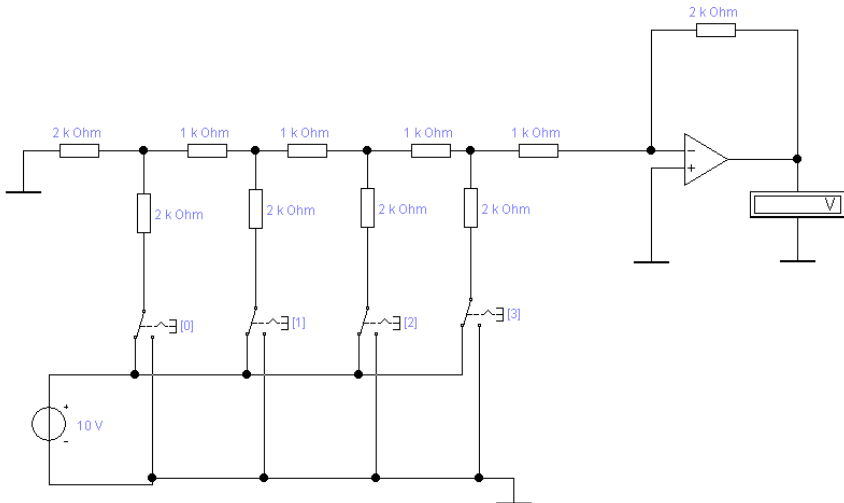 2 k Ohm
2 k Ohm
1 k Ohm
1 k Ohm
1 k Ohm
1 k Ohm
-
+
2 k Ohm
2 k Ohm
2 k Ohm
2 k Ohm
V
[0]
[1]
[2]
[3]
+
10 V
-